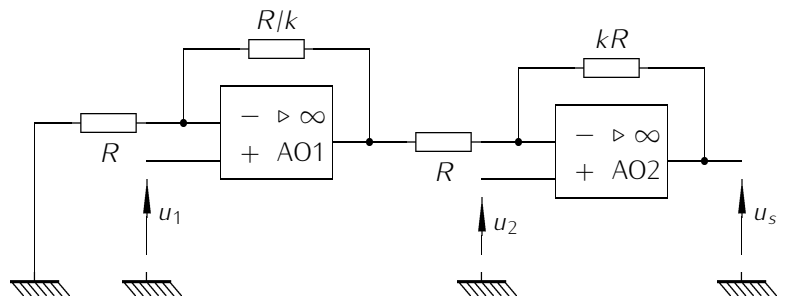 R/k
kR
− ▷ ∞
+ AO1
− ▷ ∞
+ AO2
R
R
u₁
u₂
uₛ